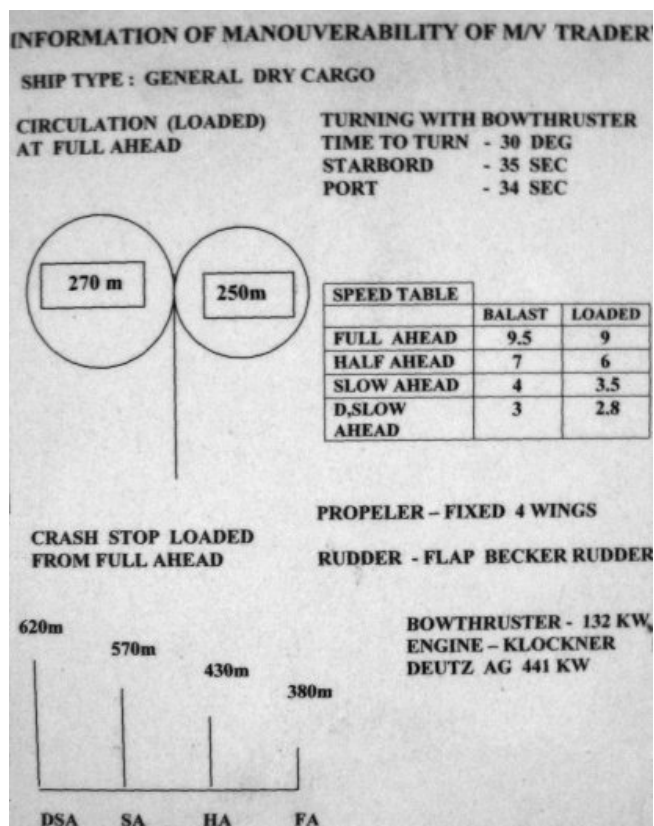 INFORMATION OF MANOUVERABILITY OF M/V TRADER"
SHIP TYPE : GENERAL DRY CARGO
CIRCULATION (LOADED)
AT FULL AHEAD
TURNING WITH BOWTHRUSTER
TIME TO TURN - 30 DEG
STARBORD - 35 SEC
PORT - 34 SEC
270 m
250m
SPEED TABLE
BALAST LOADED
FULL AHEAD 9.5 9
HALF AHEAD 7 6
SLOW AHEAD 4 3.5
D,SLOW 3 2.8
AHEAD
PROPELER – FIXED 4 WINGS
CRASH STOP LOADED
FROM FULL AHEAD
RUDDER - FLAP BECKER RUDDER
BOWTHRUSTER - 132 KW
ENGINE – KLOCKNER
DEUTZ AG 441 KW
620m
570m
430m
380m
DSA SA HA FA